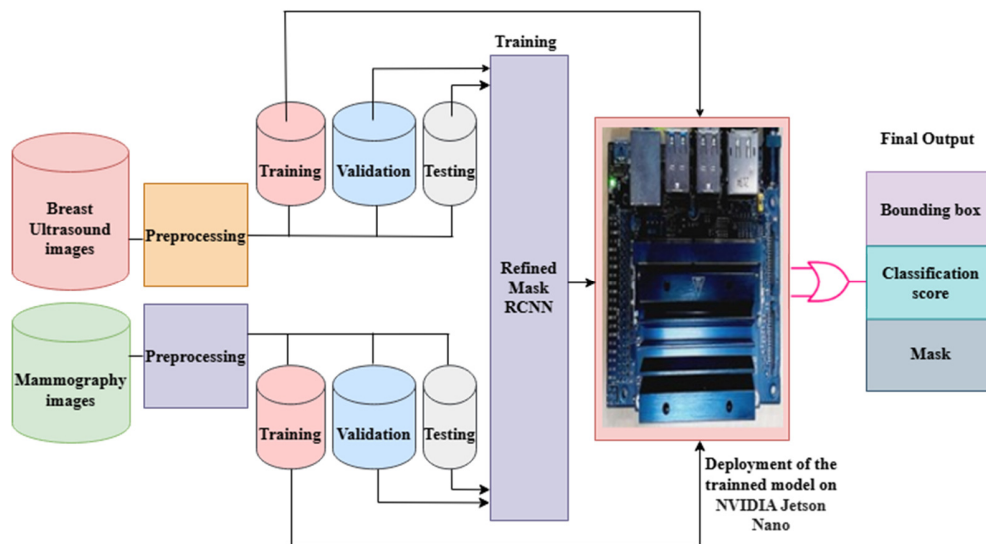 Training
Training
Validation
Testing
Breast
Ultrasound
images
Preprocessing
Mammography
images
Preprocessing
Training
Validation
Testing
Refined
Mask
RCNN
Deployment of the
trainned model on
NVIDIA Jetson
Nano
Final Output
Bounding box
Classification
score
Mask